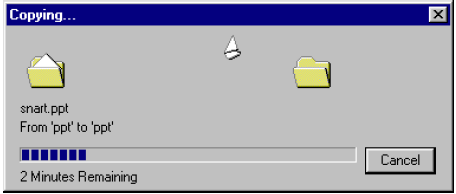 Copying...
snart.ppt
From 'ppt' to 'ppt'
Cancel
2 Minutes Remaining